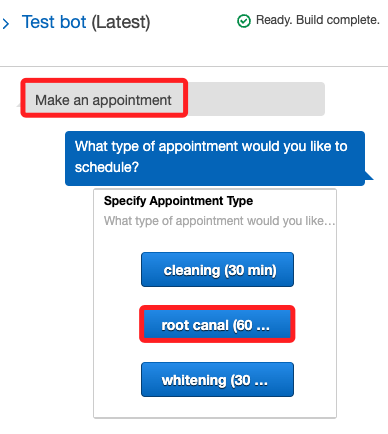 Test bot (Latest)
Ready. Build complete.
Make an appointment
What type of appointment would you like to
schedule?
Specify Appointment Type
What type of appointment would you like...
cleaning (30 min)
root canal (60 ...
whitening (30 ...